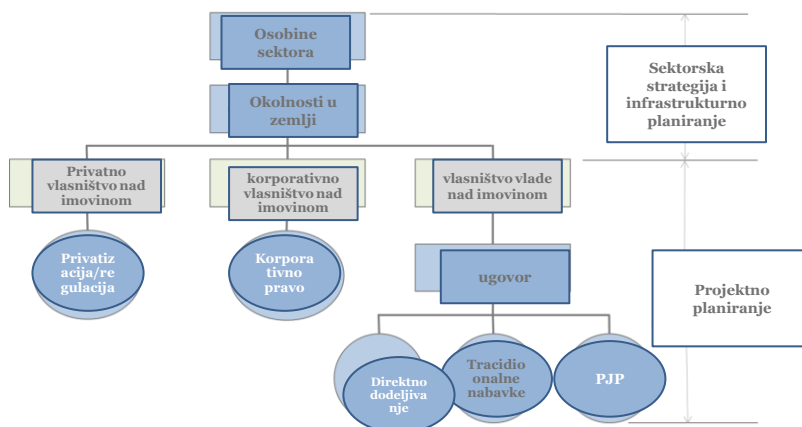 Osobine
sektora
Okolnosti u
zemlji
Sektorska
strategija i
infrastrukturno
planiranje
Privatno
vlasništvo nad
imovinom
korporativno
vlasništvo nad
imovinom
vlasništvo vlade
nad imovinom
Privatiz
acija/re
gulacija
Korpora
tivno
pravo
ugovor
Projektno
planiranje
Direktno
dodeljiva
nje
Tracidio
onalne
nabavke
PJP